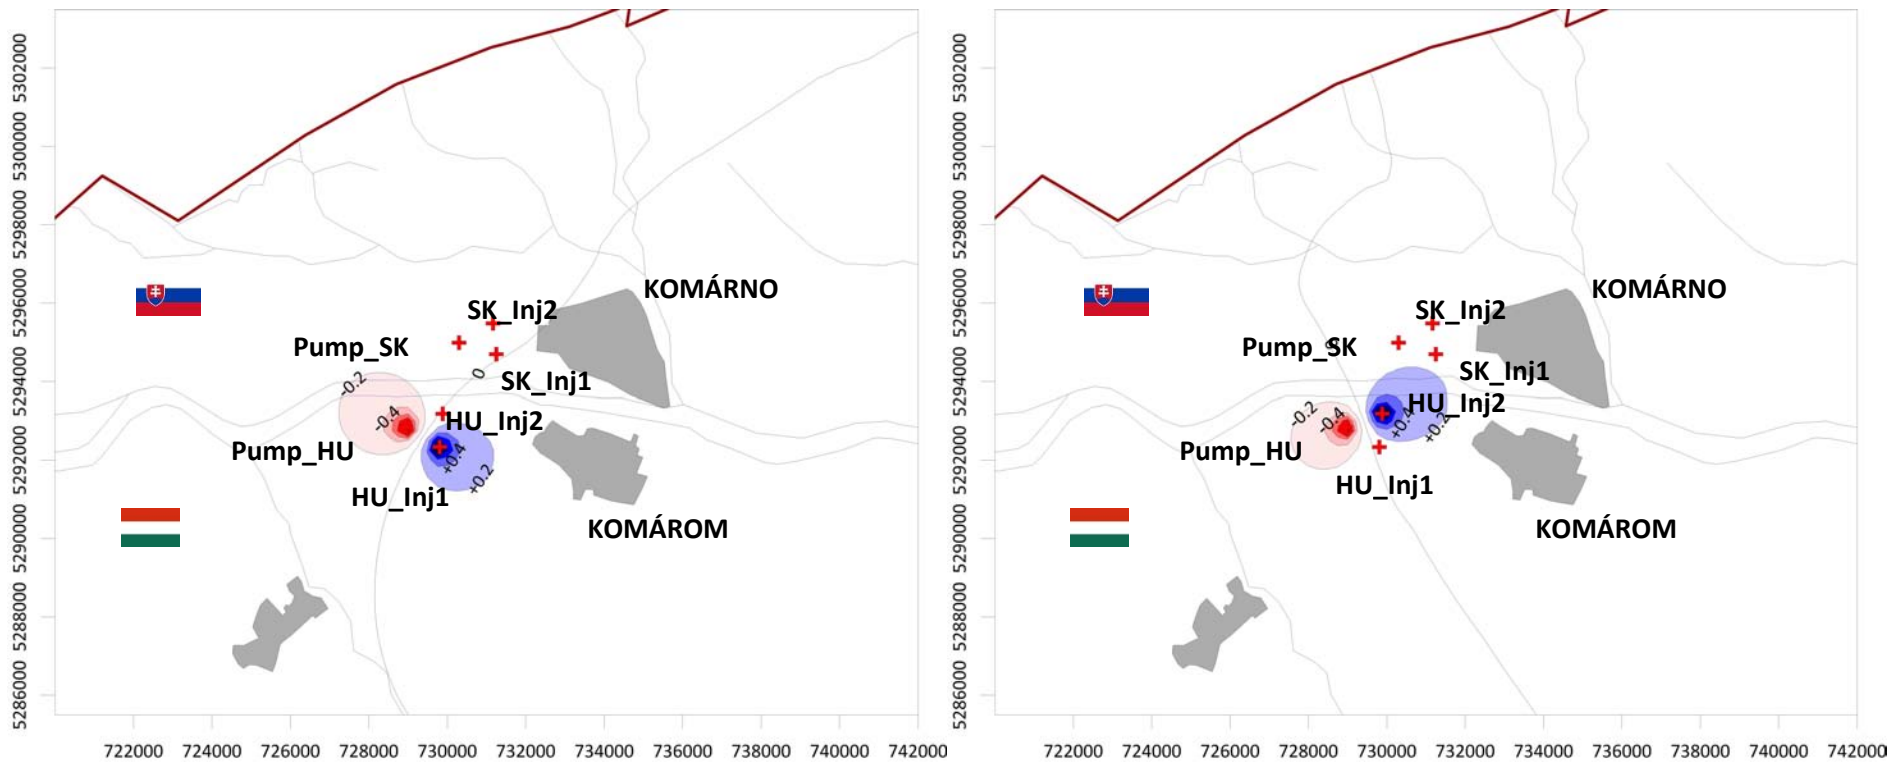 5302000
5300000
5298000
5296000
5294000
5292000
5290000
5288000
5286000
KOMÁRNO
SK_Inj2
Pump_SK
-0.2
0
SK_Inj1
-0.4
HU_Inj2
Pump_HU
+0.4
+0.2
HU_Inj1
KOMÁROM
722000 724000 726000 728000 730000 732000 734000 736000 738000 740000 742000
5302000
5300000
5298000
5296000
5294000
5292000
5290000
5288000
5286000
KOMÁRNO
SK_Inj2
Pump_SK
0
SK_Inj1
-0.2
-0.4
HU_Inj2
+0.4
+0.2
Pump_HU
HU_Inj1
KOMÁROM
722000 724000 726000 728000 730000 732000 734000 736000 738000 740000 742000